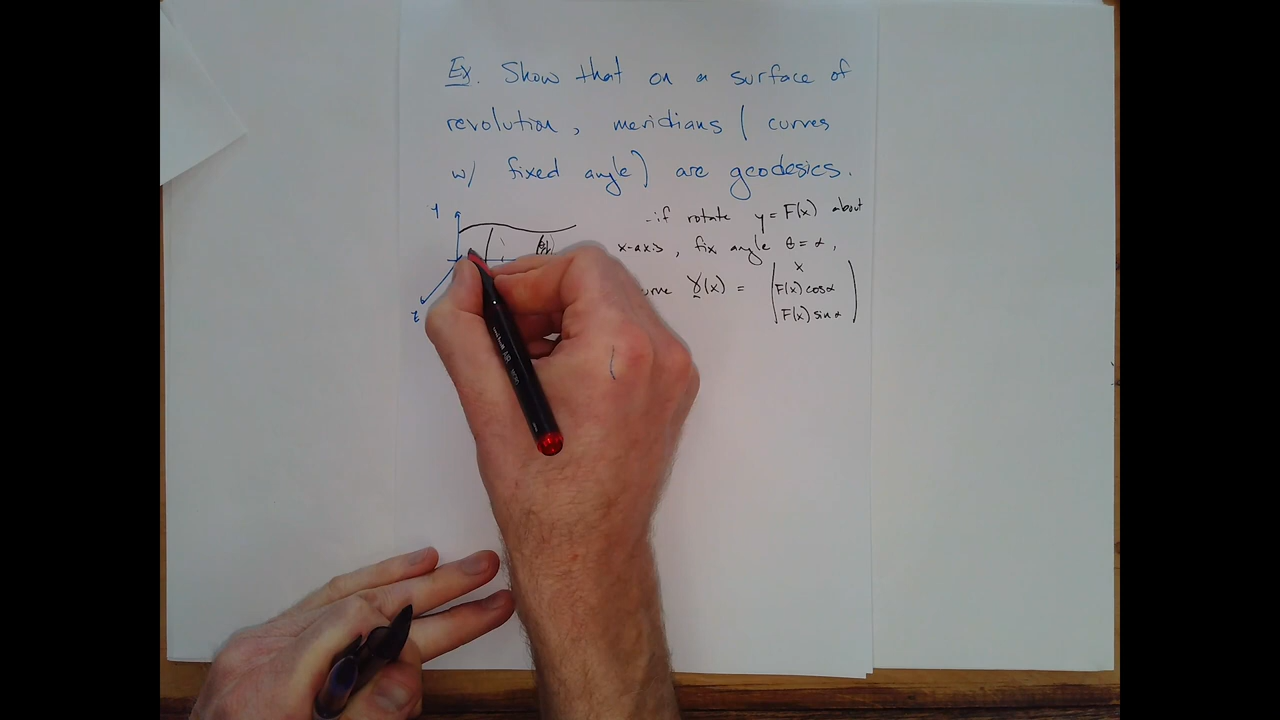 Ex. Show that on a surface of
revolution, meridians (curves
w/ fixed angle) are geodesics.
- if rotate y = F(x) about
x-axis, fix angle θ = α,
γ(x) = ( x
F(x) cos α
F(x) sin α )
y
z